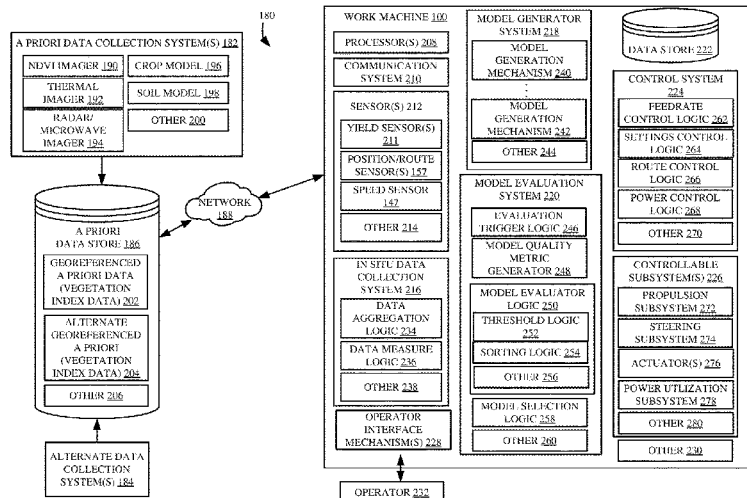 180
A PRIORI DATA COLLECTION SYSTEM(S) 182
NDVI IMAGER 190
THERMAL
IMAGER 192
RADAR/
MICROWAVE
IMAGER 194
CROP MODEL 196
SOIL MODEL 198
OTHER 200
A PRIORI
DATA STORE 186
GEOREFERENCED
A PRIORI DATA
(VEGETATION
INDEX DATA) 202
ALTERNATE
GEOREFERENCED
A PRIORI
(VEGETATION
INDEX DATA) 204
OTHER 206
ALTERNATE DATA
COLLECTION
SYSTEM(S) 184
NETWORK
188
WORK MACHINE 100
PROCESSOR(S) 208
COMMUNICATION
SYSTEM 210
SENSOR(S) 212
YIELD SENSOR(S)
211
POSITION/ROUTE
SENSOR(S) 157
SPEED SENSOR
147
OTHER 214
IN SITU DATA
COLLECTION
SYSTEM 216
DATA
AGGREGATION
LOGIC 234
DATA MEASURE
LOGIC 236
OTHER 238
OPERATOR
INTERFACE
MECHANISM(S) 228
OPERATOR 232
MODEL GENERATOR
SYSTEM 218
MODEL
GENERATION
MECHANISM 240
MODEL
GENERATION
MECHANISM 242
OTHER 244
MODEL EVALUATION
SYSTEM 220
EVALUATION
TRIGGER LOGIC 246
MODEL QUALITY
METRIC
GENERATOR 248
MODEL EVALUATOR
LOGIC 250
THRESHOLD LOGIC
252
SORTING LOGIC 254
OTHER 256
MODEL SELECTION
LOGIC 258
OTHER 260
DATA STORE 222
CONTROL SYSTEM
224
FEEDRATE
CONTROL LOGIC 262
SETTINGS CONTROL
LOGIC 264
ROUTE CONTROL
LOGIC 266
POWER CONTROL
LOGIC 268
OTHER 270
CONTROLLABLE
SUBSYSTEM(S) 226
PROPULSION
SUBSYSTEM 272
STEERING
SUBSYSTEM 274
ACTUATOR(S) 276
POWER UTLIZATION
SUBSYSTEM 278
OTHER 280
OTHER 230